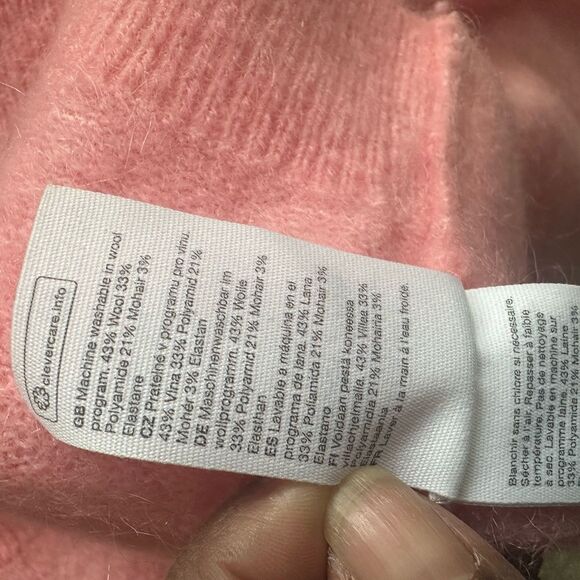 clevercare.info
GB Machine washable in wool
program. 43% Wool 33%
Polyamide 21% Mohair 3%
Elastane
CZ Prateiné v programu pro vlnu.
43% Vlna 33% Polyamid 21%
Mohér 3% Elastan
DE Maschinenwaschbar im
wollprogramm. 43% Wolle
33% Polyamid 21% Mohair 3%
Elasthan
ES Lavable a máquina en el
programa de lana. 43% Lana
33% Poliamida 21% Mohair 3%
Elastano
FI Voidaan pestä koneessa
villaohjelmalla. 43% Villaa 33%
Polyamidia 21% Mohairia 3%
Elastaania
FR Laver à la main à l'eau froide.
Blanchir sans chlore si nécessaire.
Sécher à l'air. Repasser à faible
température. Pas de nettoyage
à sec. Lavable en machine sur
programme laine. 43% Laine
33% Polyamide 21% Mohair 3%